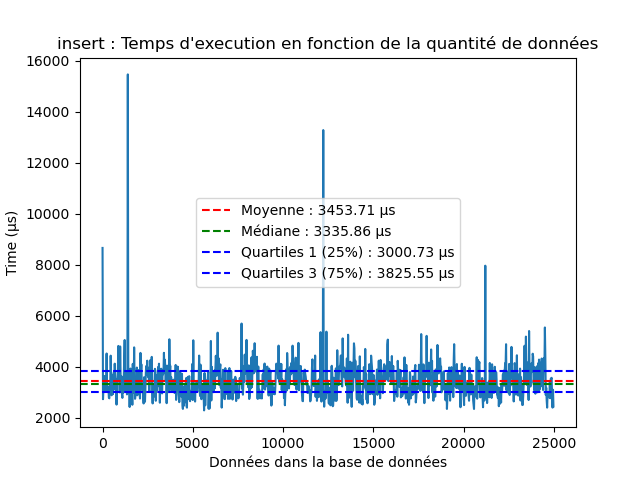 insert : Temps d'execution en fonction de la quantité de données
16000
14000
12000
10000
8000
6000
4000
2000
Time (µs)
Moyenne : 3453.71 µs
Médiane : 3335.86 µs
Quartiles 1 (25%) : 3000.73 µs
Quartiles 3 (75%) : 3825.55 µs
0
5000
10000
15000
20000
25000
Données dans la base de données